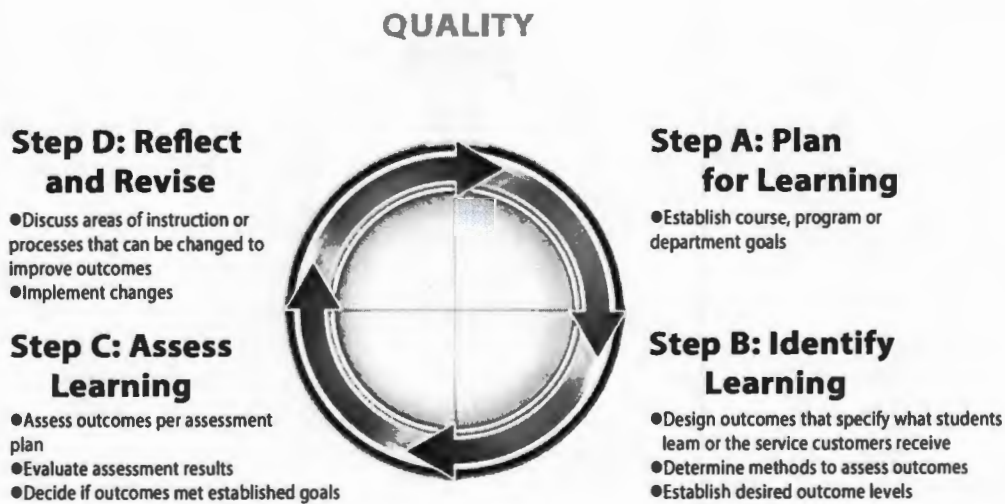 QUALITY
Step D: Reflect
and Revise
●Discuss areas of instruction or
processes that can be changed to
improve outcomes
●Implement changes
Step A: Plan
for Learning
●Establish course, program or
department goals
Step C: Assess
Learning
●Assess outcomes per assessment
plan
●Evaluate assessment results
●Decide if outcomes met established goals
Step B: Identify
Learning
●Design outcomes that specify what students
learn or the service customers receive
●Determine methods to assess outcomes
●Establish desired outcome levels